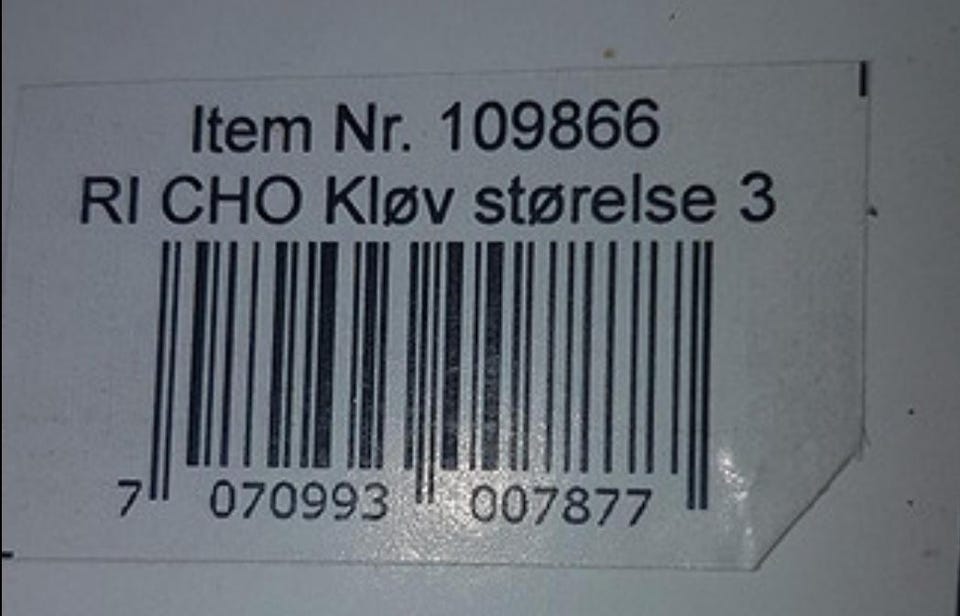 Item Nr. 109866
RI CHO Kløv størelse 3
7 070993 007877